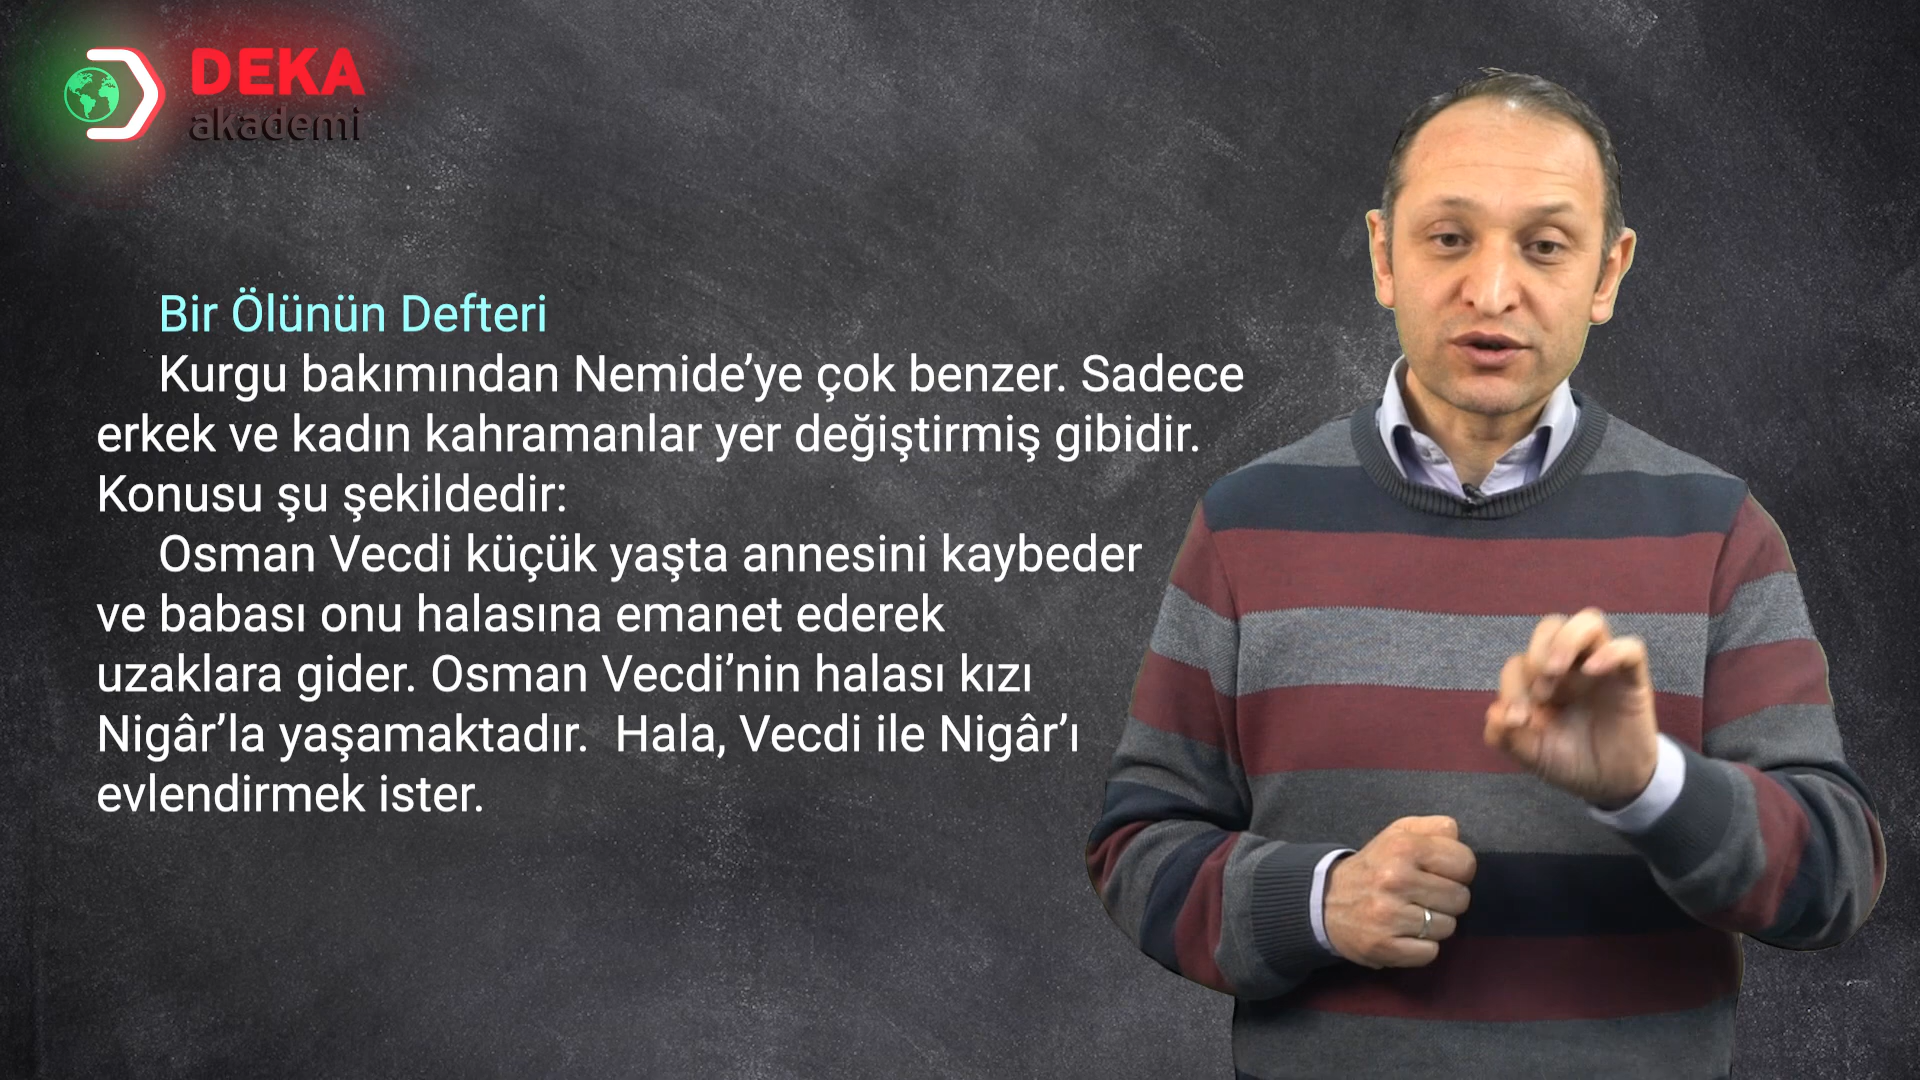 DEKA
akademi
Bir Ölünün Defteri
Kurgu bakımından Nemide’ye çok benzer. Sadece
erkek ve kadın kahramanlar yer değiştirmiş gibidir.
Konusu şu şekildedir:
Osman Vecdi küçük yaşta annesini kaybeder
ve babası onu halasına emanet ederek
uzaklara gider. Osman Vecdi’nin halası kızı
Nigâr’la yaşamaktadır.  Hala, Vecdi ile Nigâr’ı
evlendirmek ister.